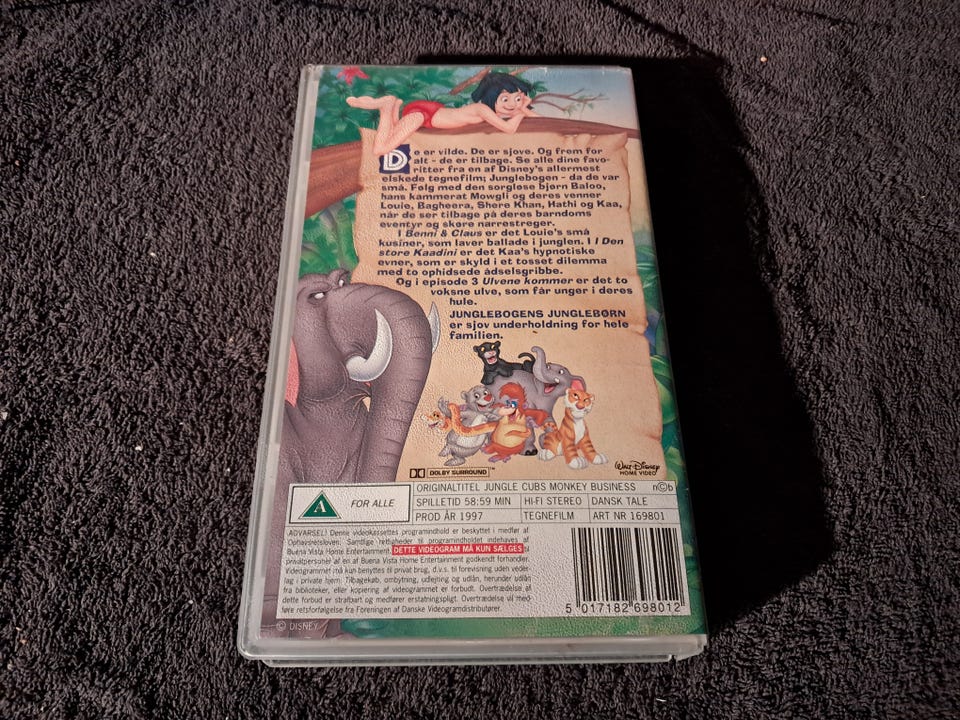 De er vilde. De er sjove. Og frem for
alt - de er tilbage. Se alle dine favo-
ritter fra en af Disney's allermest
elskede tegnefilm; Junglebogen - da de var
små. Følg med den sorgløse bjørn Baloo,
hans kammerat Mowgli og deres venner
Louie, Bagheera, Shere Khan, Hathi og Kaa,
når de ser tilbage på deres barndoms
eventyr og skøre narrestreger.
I Benni & Claus er det Louie's små
kusiner, som laver ballade i junglen. I I Den
store Kaadini er det Kaa's hypnotiske
evner, som er skyld i et tosset dilemma
med to ophidsede ådselsgribbe.
Og i episode 3 Ulvene kommer er det to
voksne ulve, som får unger i deres
hule.
JUNGLEBOGENS JUNGLEBØRN
er sjov underholdning for hele
familien.
DOLBY SURROUND™
Walt Disney
HOME VIDEO
A FOR ALLE
ORIGINALTITEL JUNGLE CUBS MONKEY BUSINESS n©b
SPILLETID 58:59 MIN HI-FI STEREO DANSK TALE
PROD ÅR 1997 TEGNEFILM ART NR 169801
ADVARSEL! Denne videokassettes programindhold er beskyttet i medfør af
Ophavsretsloven. Samtlige rettigheder til programindholdet indehaves af
Buena Vista Home Entertainment. DETTE VIDEOGRAM MÅ KUN SÆLGES til
privatpersoner af en af Buena Vista Home Entertainment godkendt forhandler.
Videogrammet må kun benyttes til privat brug, d.v.s. til forevisning uden veder-
lag i private hjem. Tilbagekøb, ombytning, udlejning og udlån, herunder udlån
fra biblioteker, eller kopiering af videogrammet er forbudt. Overtrædelse af
dette forbud er strafbart og medfører erstatningspligt. Overtrædelse vil med-
føre retsforfølgelse fra Foreningen af Danske Videogramdistributører.
5 017182 698012
© DISNEY